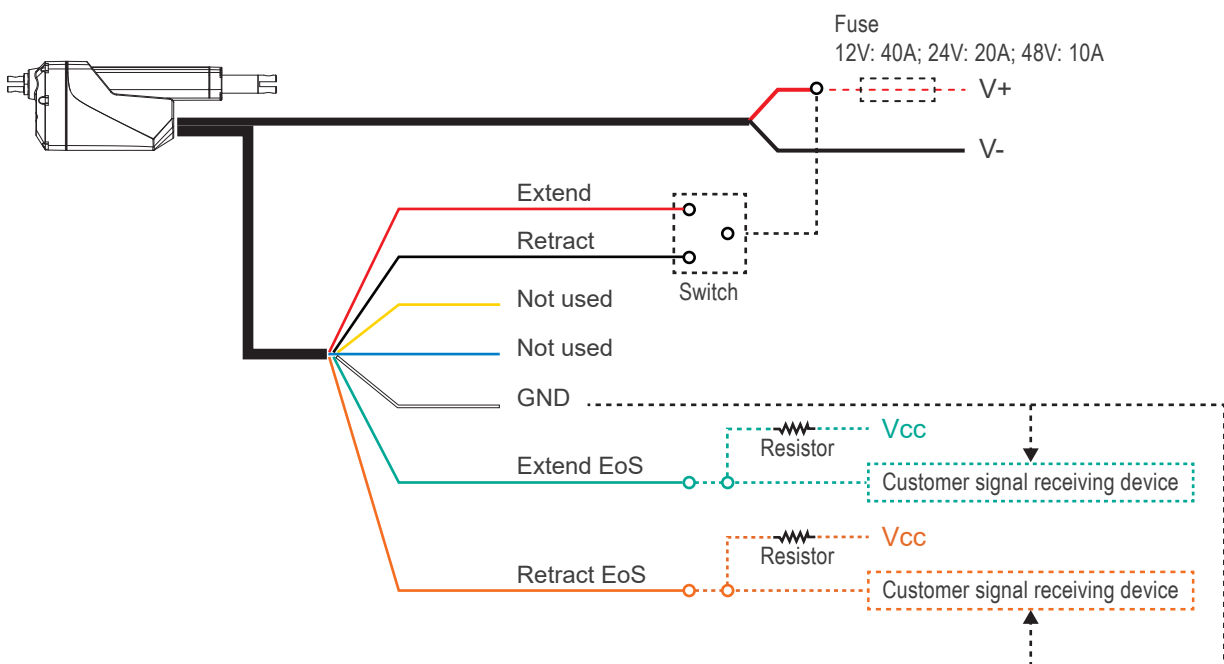 Fuse
12V: 40A; 24V: 20A; 48V: 10A
V+
V-
Extend
Retract
Switch
Not used
Not used
GND
Vcc
Resistor
Extend EoS
Customer signal receiving device
Vcc
Resistor
Retract EoS
Customer signal receiving device